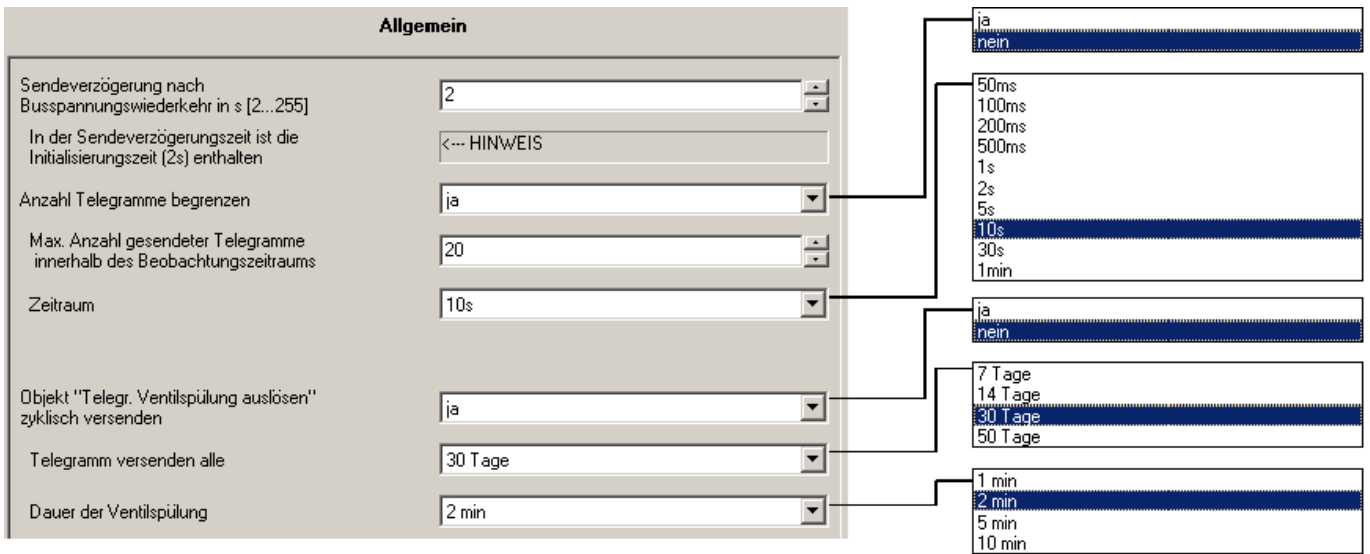 Allgemein
Sendeverzögerung nach
Busspannungswiederkehr in s [2...255]
2
In der Sendeverzögerungszeit ist die
Initialisierungszeit (2s) enthalten
<--- HINWEIS
Anzahl Telegramme begrenzen
ja
Max. Anzahl gesendeter Telegramme
innerhalb des Beobachtungszeitraums
20
Zeitraum
10s
Objekt "Telegr. Ventilspülung auslösen"
zyklisch versenden
ja
Telegramm versenden alle
30 Tage
Dauer der Ventilspülung
2 min
ja
nein
50ms
100ms
200ms
500ms
1s
2s
5s
10s
30s
1min
ja
nein
7 Tage
14 Tage
30 Tage
50 Tage
1 min
2 min
5 min
10 min